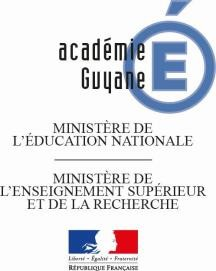 académie
Guyane
É
MINISTÈRE DE
L'ÉDUCATION NATIONALE
MINISTÈRE DE
L'ENSEIGNEMENT SUPÉRIEUR
ET DE LA RECHERCHE
Liberté • Égalité • Fraternité
RÉPUBLIQUE FRANÇAISE